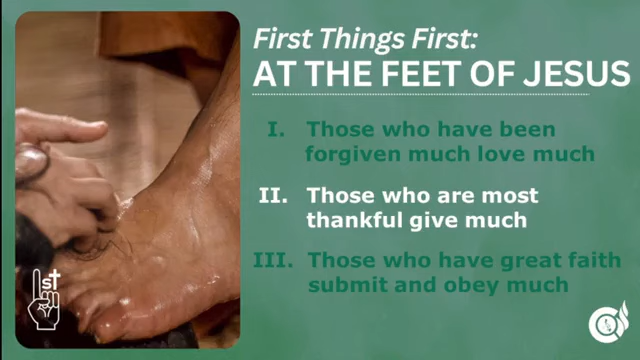 First Things First:
AT THE FEET OF JESUS
I. Those who have been
forgiven much love much
II. Those who are most
thankful give much
III. Those who have great faith
submit and obey much
1st